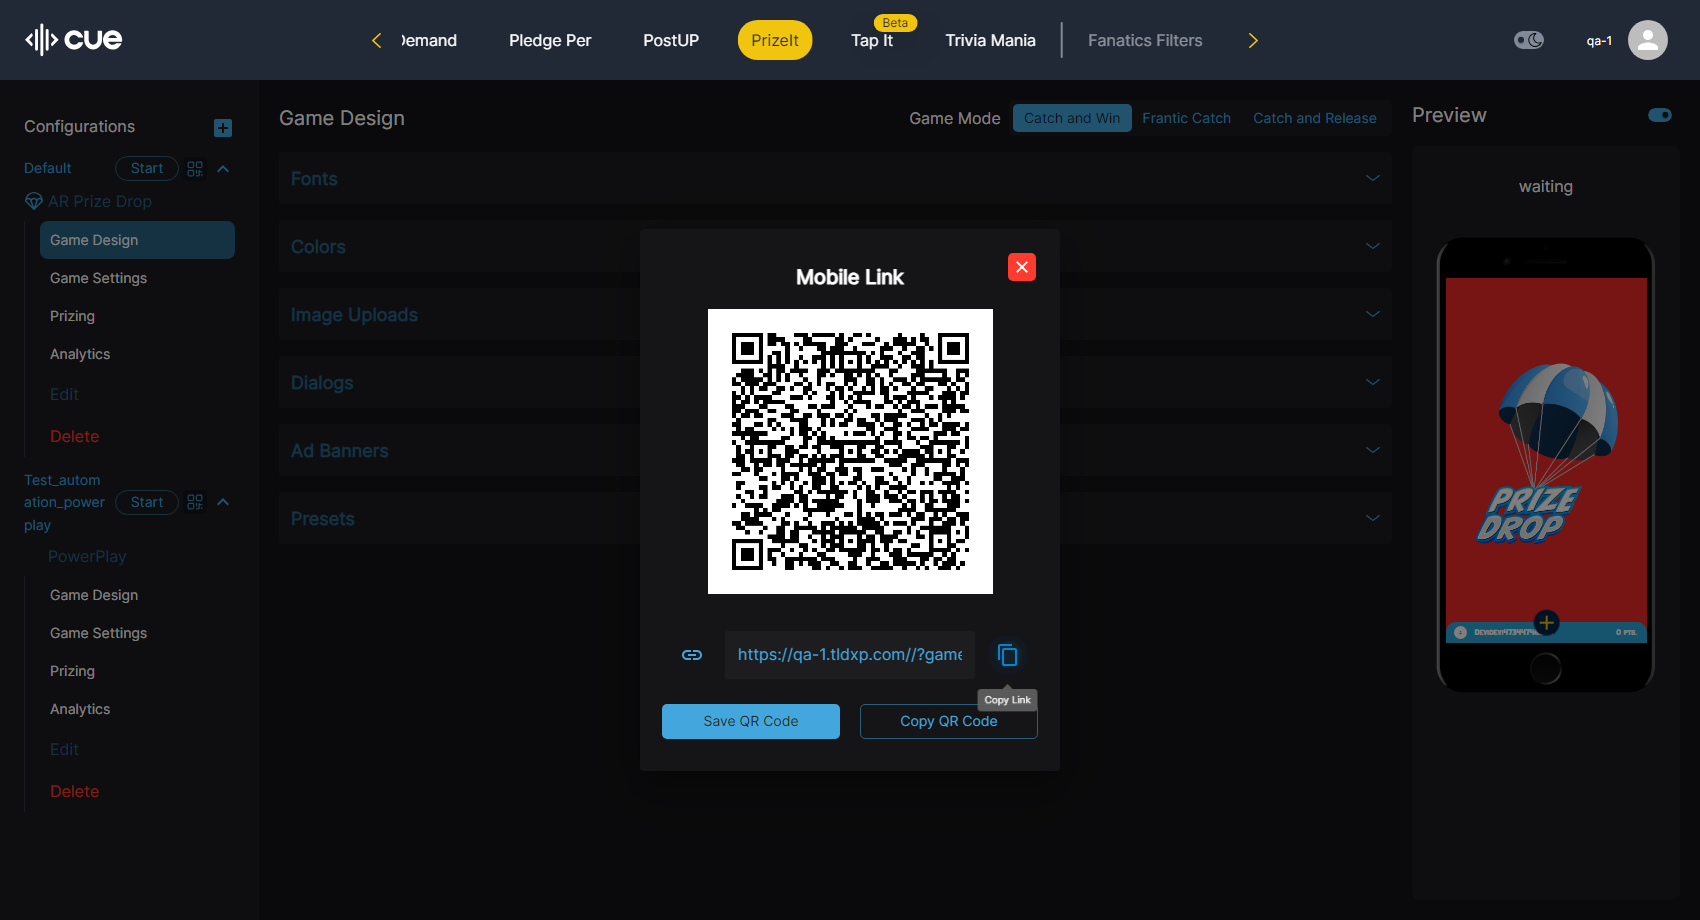 cue
Demand
Pledge Per
PostUP
PrizeIt
Beta
Tap It
Trivia Mania
Fanatics Filters
qa-1
Configurations
Default
Start
AR Prize Drop
Game Design
Game Settings
Prizing
Analytics
Edit
Delete
Test_autom
ation_power
play
Start
PowerPlay
Game Design
Game Settings
Prizing
Analytics
Edit
Delete
Game Design
Game Mode
Catch and Win
Frantic Catch
Catch and Release
Fonts
Colors
Image Uploads
Dialogs
Ad Banners
Presets
Mobile Link
https://qa-1.tldxp.com//?game
Copy Link
Save QR Code
Copy QR Code
Preview
waiting
PRIZE
DROP
0 PTS.